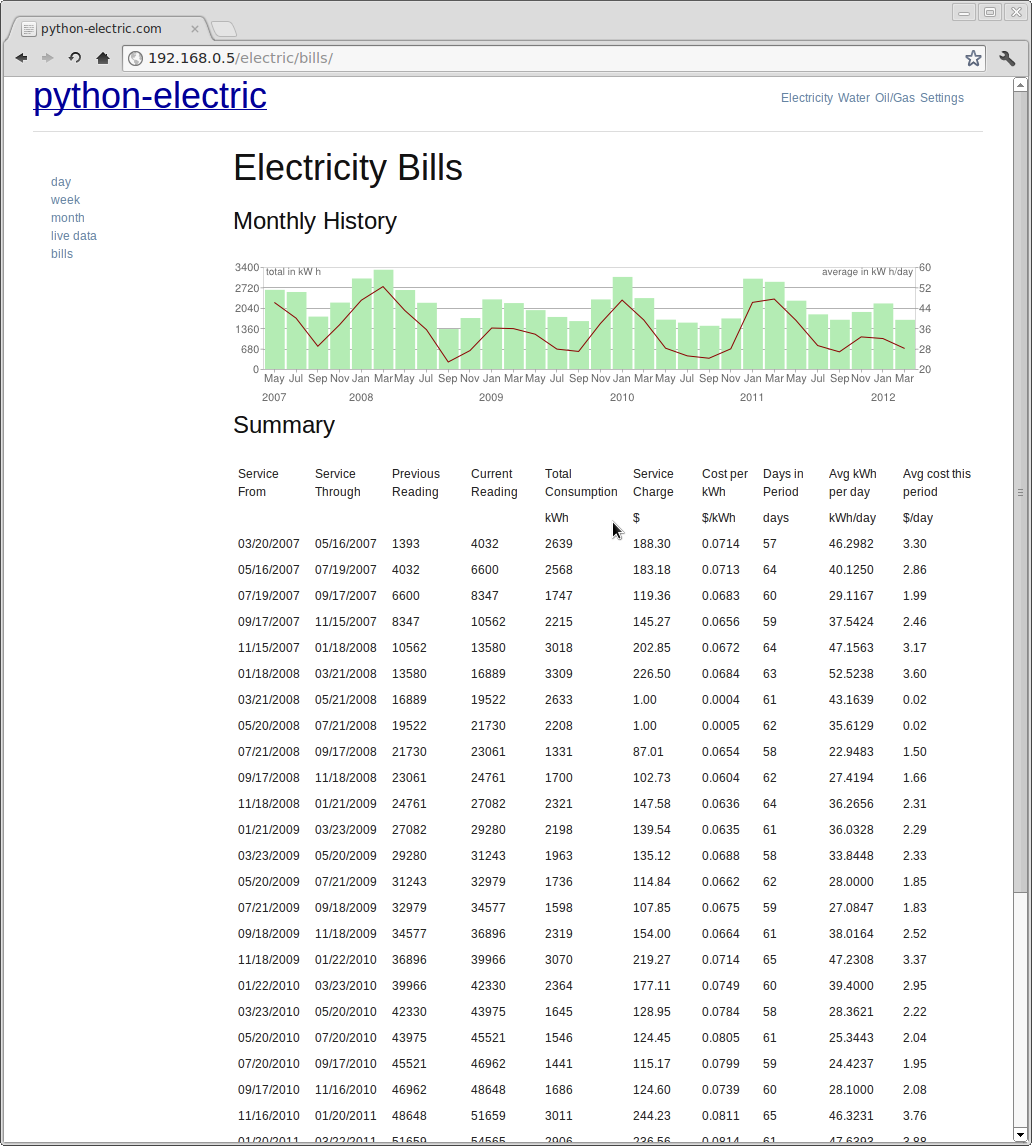 python-electric.com
192.168.0.5/electric/bills/
python-electric
Electricity Water Oil/Gas Settings
day
week
month
live data
bills
Electricity Bills
Monthly History
total in kW h
average in kW h/day
3400
2720
2040
1360
680
0
60
52
44
36
28
20
May Jul Sep Nov Jan Mar May Jul Sep Nov Jan Mar May Jul Sep Nov Jan Mar May Jul Sep Nov Jan Mar May Jul Sep Nov Jan Mar
2007 2008 2009 2010 2011 2012
Summary
Service From Service Through Previous Reading Current Reading Total Consumption Service Charge Cost per kWh Days in Period Avg kWh per day Avg cost this period
kWh $ $/kWh days kWh/day $/day
03/20/2007 05/16/2007 1393 4032 2639 188.30 0.0714 57 46.2982 3.30
05/16/2007 07/19/2007 4032 6600 2568 183.18 0.0713 64 40.1250 2.86
07/19/2007 09/17/2007 6600 8347 1747 119.36 0.0683 60 29.1167 1.99
09/17/2007 11/15/2007 8347 10562 2215 145.27 0.0656 59 37.5424 2.46
11/15/2007 01/18/2008 10562 13580 3018 202.85 0.0672 64 47.1563 3.17
01/18/2008 03/21/2008 13580 16889 3309 226.50 0.0684 63 52.5238 3.60
03/21/2008 05/21/2008 16889 19522 2633 1.00 0.0004 61 43.1639 0.02
05/20/2008 07/21/2008 19522 21730 2208 1.00 0.0005 62 35.6129 0.02
07/21/2008 09/17/2008 21730 23061 1331 87.01 0.0654 58 22.9483 1.50
09/17/2008 11/18/2008 23061 24761 1700 102.73 0.0604 62 27.4194 1.66
11/18/2008 01/21/2009 24761 27082 2321 147.58 0.0636 64 36.2656 2.31
01/21/2009 03/23/2009 27082 29280 2198 139.54 0.0635 61 36.0328 2.29
03/23/2009 05/20/2009 29280 31243 1963 135.12 0.0688 58 33.8448 2.33
05/20/2009 07/21/2009 31243 32979 1736 114.84 0.0662 62 28.0000 1.85
07/21/2009 09/18/2009 32979 34577 1598 107.85 0.0675 59 27.0847 1.83
09/18/2009 11/18/2009 34577 36896 2319 154.00 0.0664 61 38.0164 2.52
11/18/2009 01/22/2010 36896 39966 3070 219.27 0.0714 65 47.2308 3.37
01/22/2010 03/23/2010 39966 42330 2364 177.11 0.0749 60 39.4000 2.95
03/23/2010 05/20/2010 42330 43975 1645 128.95 0.0784 58 28.3621 2.22
05/20/2010 07/20/2010 43975 45521 1546 124.45 0.0805 61 25.3443 2.04
07/20/2010 09/17/2010 45521 46962 1441 115.17 0.0799 59 24.4237 1.95
09/17/2010 11/16/2010 46962 48648 1686 124.60 0.0739 60 28.1000 2.08
11/16/2010 01/20/2011 48648 51659 3011 244.23 0.0811 65 46.3231 3.76
01/20/2011 03/22/2011 51659 54565 2906 236.56 0.0814 61 47.6393 3.88